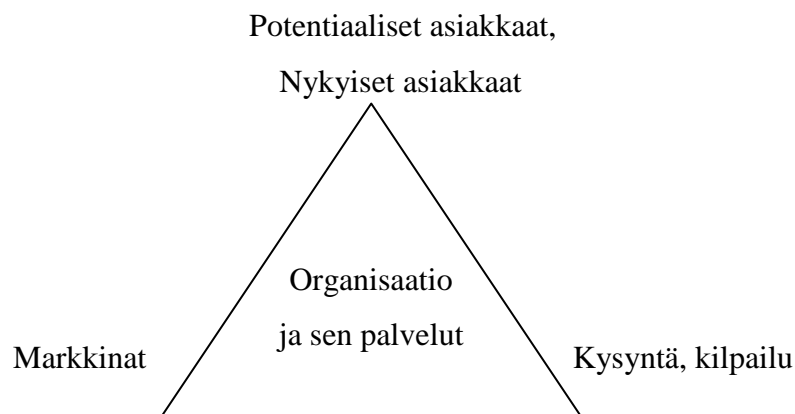 Potentiaaliset asiakkaat,
Nykyiset asiakkaat
Organisaatio
ja sen palvelut
Markkinat
Kysyntä, kilpailu